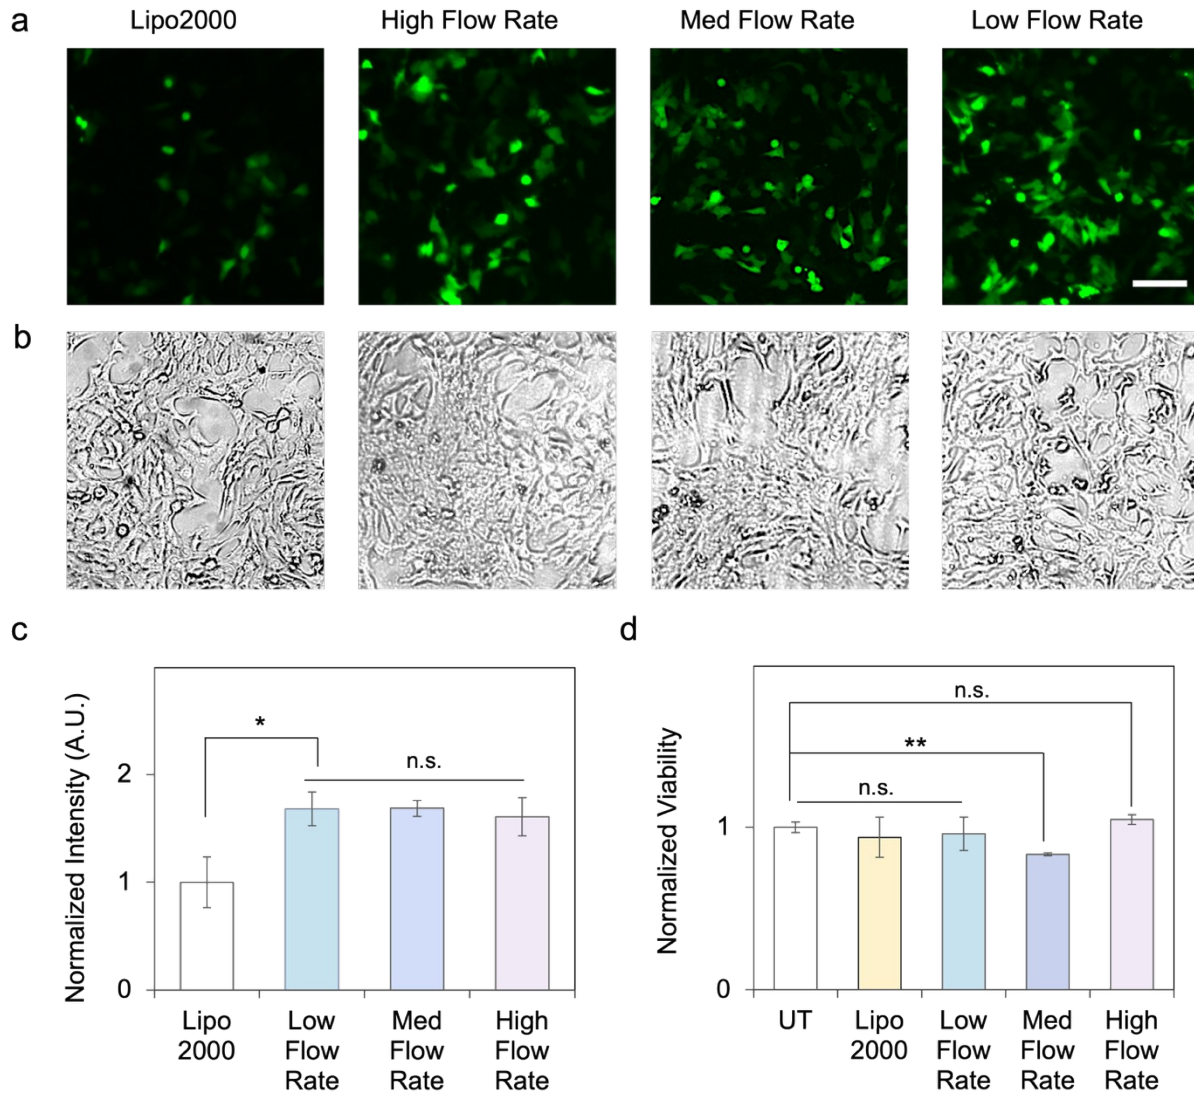 a
Lipo2000
High Flow Rate
Med Flow Rate
Low Flow Rate
b
c
Normalized Intensity (A.U.)
2
1
0
*
n.s.
Lipo
2000
Low
Flow
Rate
Med
Flow
Rate
High
Flow
Rate
d
Normalized Viability
1
0
n.s.
**
n.s.
UT
Lipo
2000
Low
Flow
Rate
Med
Flow
Rate
High
Flow
Rate